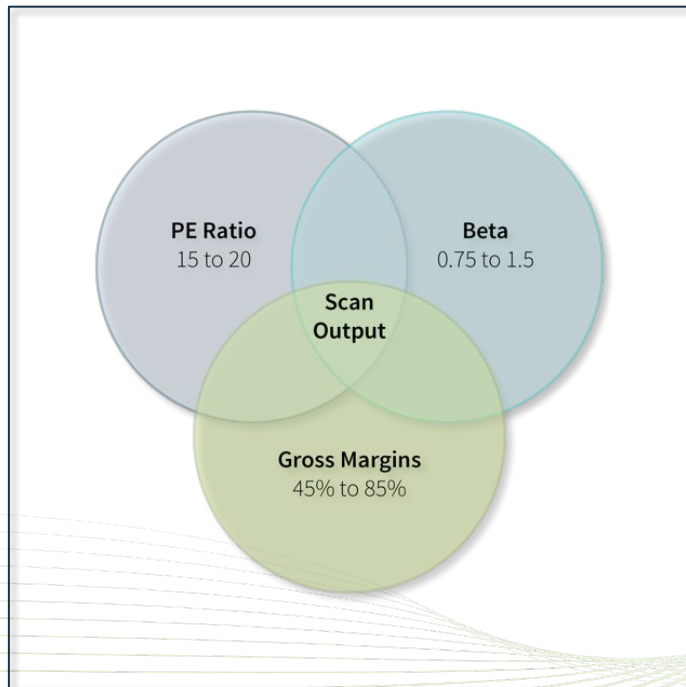 PE Ratio
15 to 20
Beta
0.75 to 1.5
Scan
Output
Gross Margins
45% to 85%